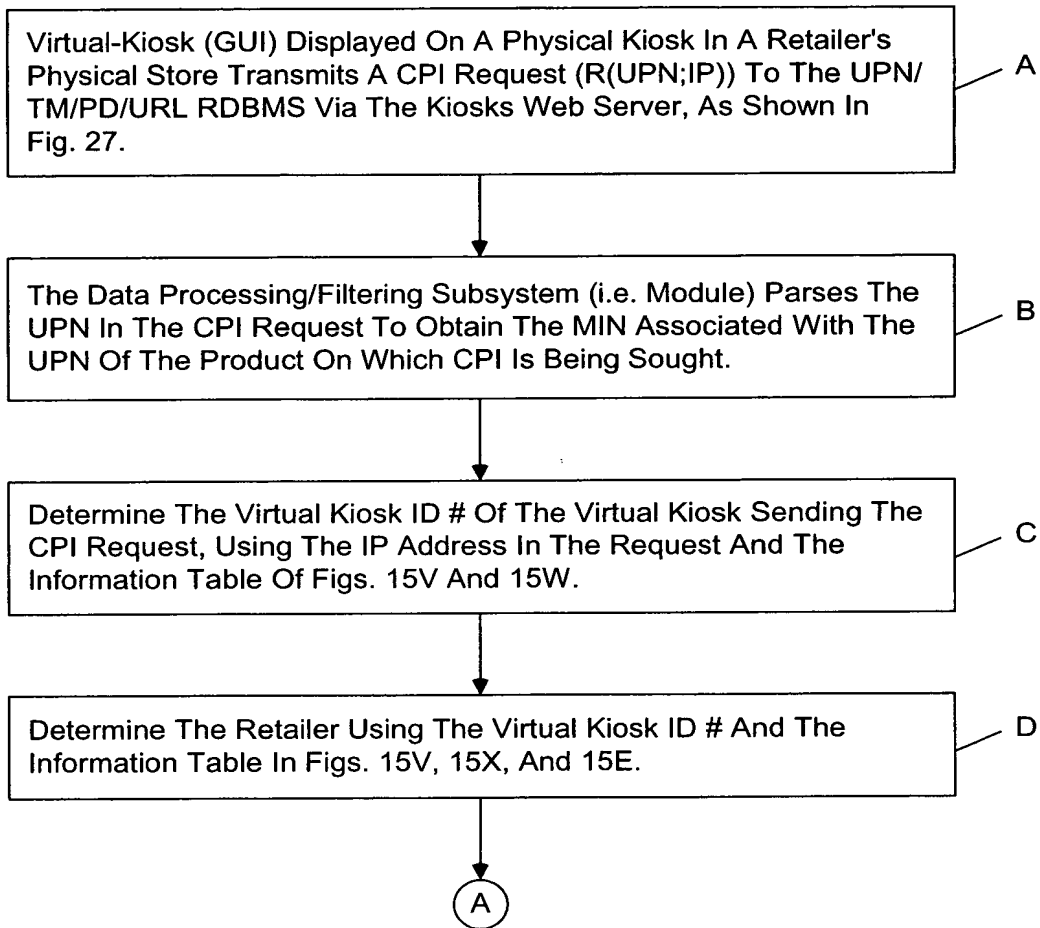 Virtual-Kiosk (GUI) Displayed On A Physical Kiosk In A Retailer's
Physical Store Transmits A CPI Request (R(UPN;IP)) To The UPN/
TM/PD/URL RDBMS Via The Kiosks Web Server, As Shown In
Fig. 27.
A
The Data Processing/Filtering Subsystem (i.e. Module) Parses The
UPN In The CPI Request To Obtain The MIN Associated With The
UPN Of The Product On Which CPI Is Being Sought.
B
Determine The Virtual Kiosk ID # Of The Virtual Kiosk Sending The
CPI Request, Using The IP Address In The Request And The
Information Table Of Figs. 15V And 15W.
C
Determine The Retailer Using The Virtual Kiosk ID # And The
Information Table In Figs. 15V, 15X, And 15E.
D
A